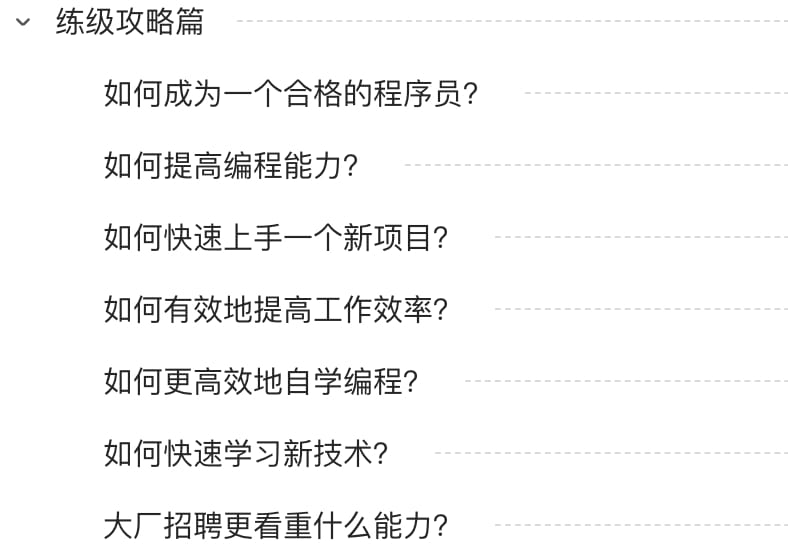 练级攻略篇
如何成为一个合格的程序员?
如何提高编程能力?
如何快速上手一个新项目?
如何有效地提高工作效率?
如何更高效地自学编程?
如何快速学习新技术?
大厂招聘更看重什么能力?